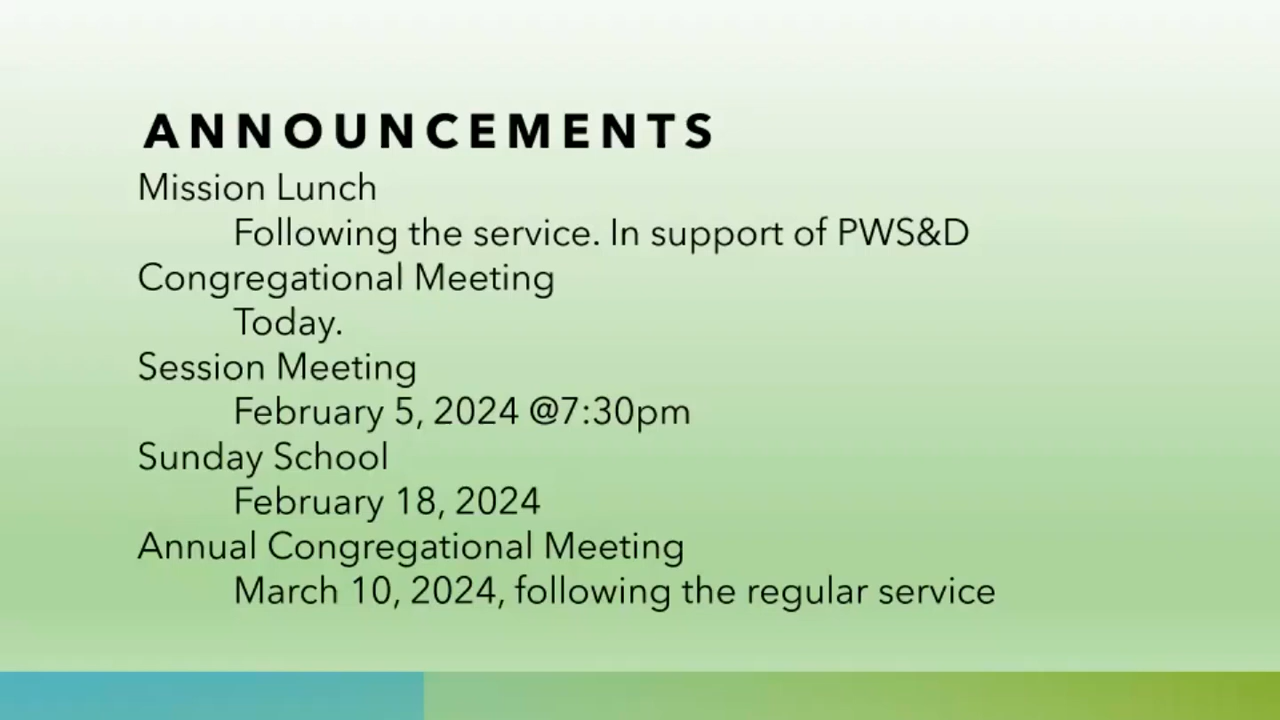 ANNOUNCEMENTS
Mission Lunch
Following the service. In support of PWS&D
Congregational Meeting
Today.
Session Meeting
February 5, 2024 @7:30pm
Sunday School
February 18, 2024
Annual Congregational Meeting
March 10, 2024, following the regular service